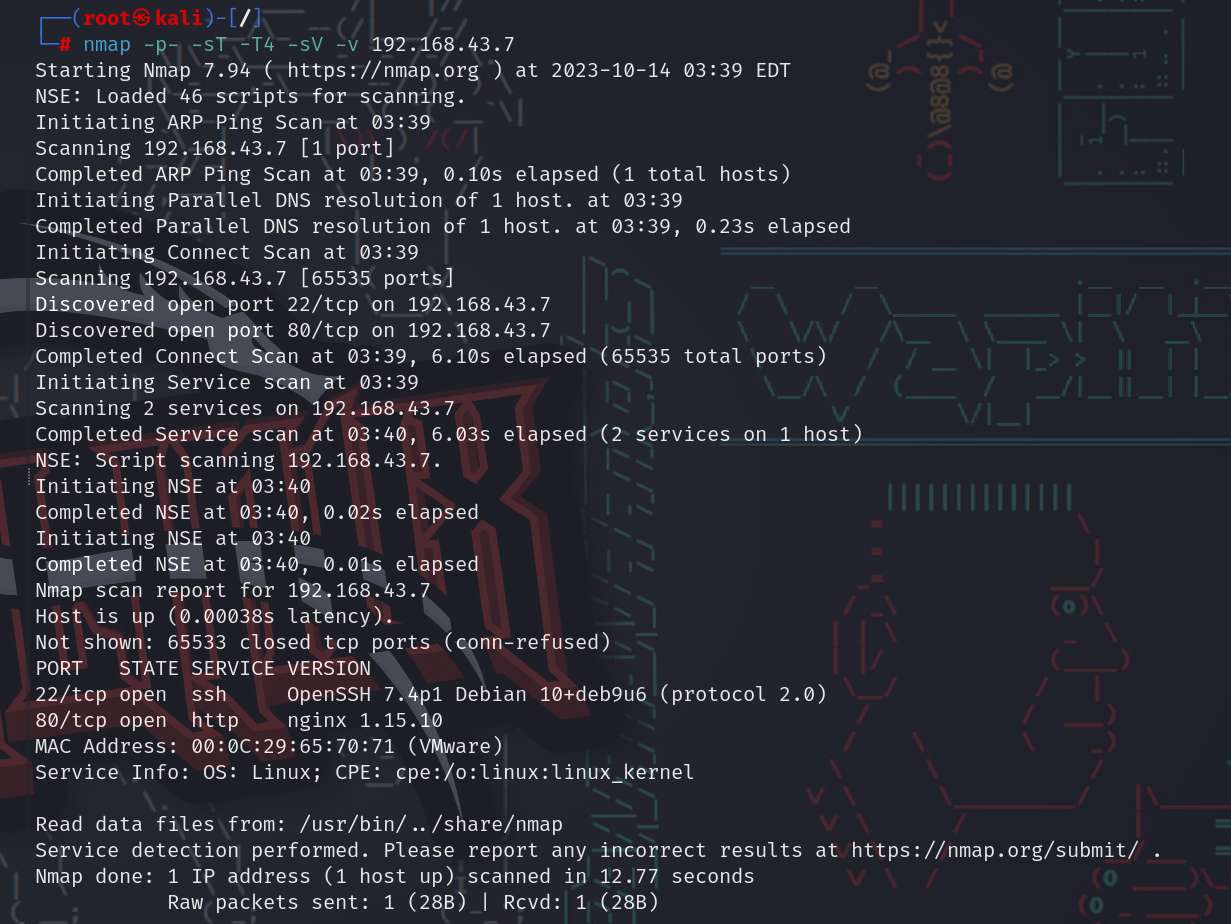 ┌──(root㉿kali)-[/]
└─# nmap -p- -sT -T4 -sV -v 192.168.43.7
Starting Nmap 7.94 ( https://nmap.org ) at 2023-10-14 03:39 EDT
NSE: Loaded 46 scripts for scanning.
Initiating ARP Ping Scan at 03:39
Scanning 192.168.43.7 [1 port]
Completed ARP Ping Scan at 03:39, 0.10s elapsed (1 total hosts)
Initiating Parallel DNS resolution of 1 host. at 03:39
Completed Parallel DNS resolution of 1 host. at 03:39, 0.23s elapsed
Initiating Connect Scan at 03:39
Scanning 192.168.43.7 [65535 ports]
Discovered open port 22/tcp on 192.168.43.7
Discovered open port 80/tcp on 192.168.43.7
Completed Connect Scan at 03:39, 6.10s elapsed (65535 total ports)
Initiating Service scan at 03:39
Scanning 2 services on 192.168.43.7
Completed Service scan at 03:40, 6.03s elapsed (2 services on 1 host)
NSE: Script scanning 192.168.43.7.
Initiating NSE at 03:40
Completed NSE at 03:40, 0.02s elapsed
Initiating NSE at 03:40
Completed NSE at 03:40, 0.01s elapsed
Nmap scan report for 192.168.43.7
Host is up (0.00038s latency).
Not shown: 65533 closed tcp ports (conn-refused)
PORT   STATE SERVICE VERSION
22/tcp open  ssh     OpenSSH 7.4p1 Debian 10+deb9u6 (protocol 2.0)
80/tcp open  http    nginx 1.15.10
MAC Address: 00:0C:29:65:70:71 (VMware)
Service Info: OS: Linux; CPE: cpe:/o:linux:linux_kernel

Read data files from: /usr/bin/../share/nmap
Service detection performed. Please report any incorrect results at https://nmap.org/submit/ .
Nmap done: 1 IP address (1 host up) scanned in 12.77 seconds
           Raw packets sent: 1 (28B) | Rcvd: 1 (28B)